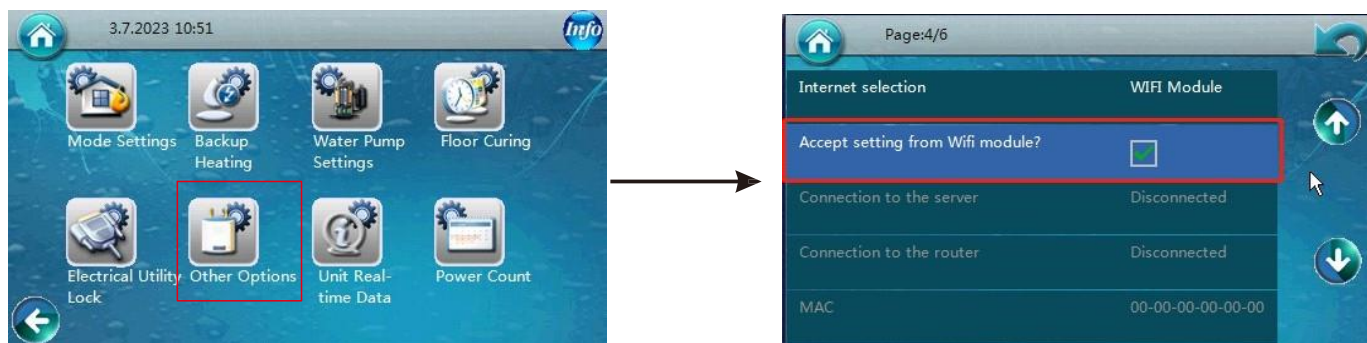 3.7.2023 10:51
Info
Mode Settings
Backup
Heating
Water Pump
Settings
Floor Curing
Electrical Utility
Lock
Other Options
Unit Real-
time Data
Power Count
Page:4/6
Internet selection
WIFI Module
Accept setting from Wifi module?
Connection to the server
Disconnected
Connection to the router
Disconnected
MAC
00-00-00-00-00-00